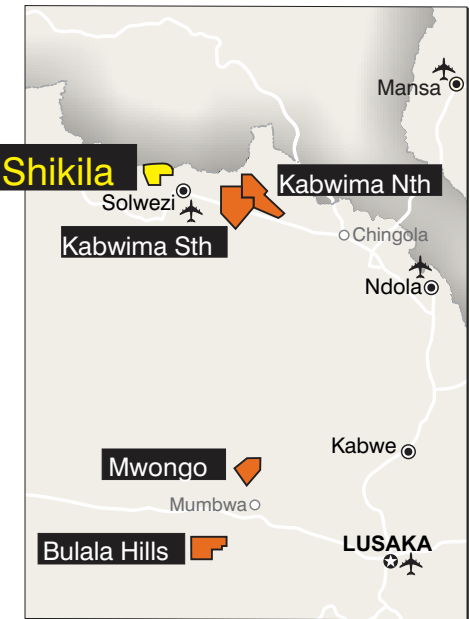 Mansa
Shikila
Solwezi
Kabwima Nth
Kabwima Sth
Chingola
Ndola
Kabwe
Mwongo
Mumbwa
Bulala Hills
LUSAKA